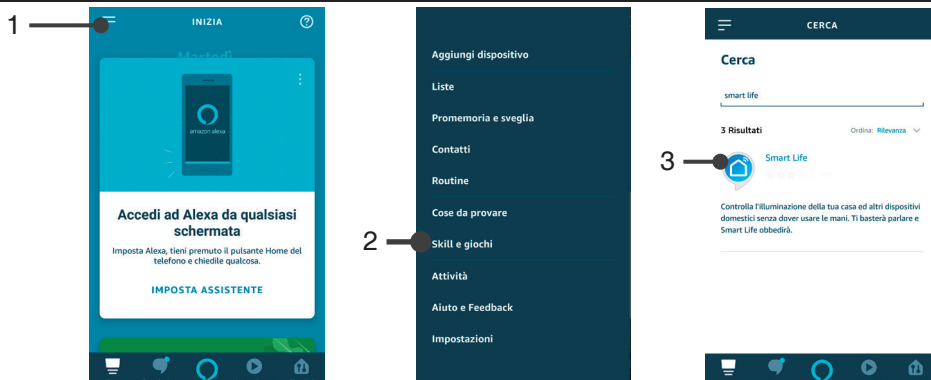 1
INIZIA
Martedì
amazon alexa
Accedi ad Alexa da qualsiasi
schermata
Imposta Alexa, tieni premuto il pulsante Home del
telefono e chiedile qualcosa.
IMPOSTA ASSISTENTE
2
Aggiungi dispositivo
Liste
Promemoria e sveglia
Contatti
Routine
Cose da provare
Skill e giochi
Attività
Aiuto e Feedback
Impostazioni
3
CERCA
Cerca
smart life
3 Risultati
Ordina: Rilevanza
Smart Life
Controlla l'illuminazione della tua casa ed altri dispositivi
domestici senza dover usare le mani. Ti basterà parlare e
Smart Life obbedirà.